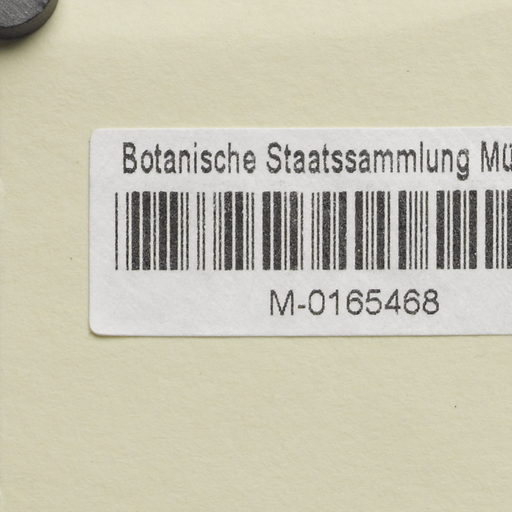 Botanische Staatssammlung Mü
M-0165468